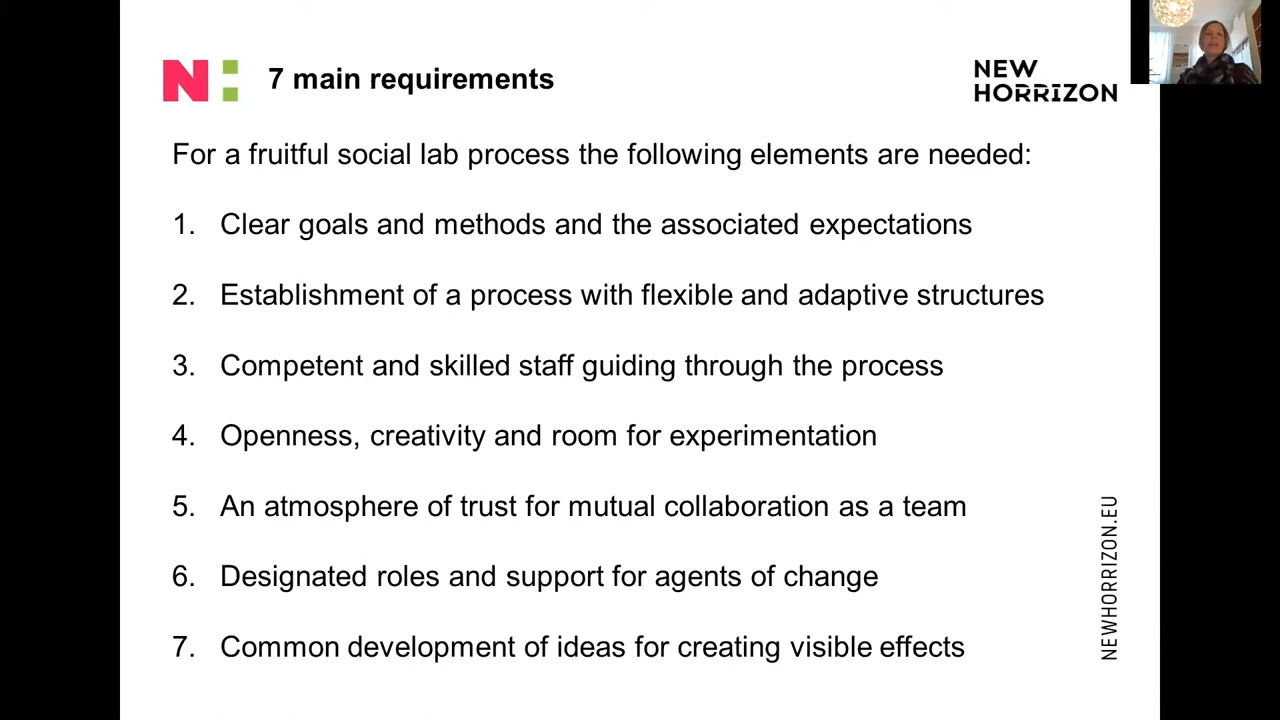 N:
7 main requirements
NEW
HORRIZON
For a fruitful social lab process the following elements are needed:
1. Clear goals and methods and the associated expectations
2. Establishment of a process with flexible and adaptive structures
3. Competent and skilled staff guiding through the process
4. Openness, creativity and room for experimentation
5. An atmosphere of trust for mutual collaboration as a team
6. Designated roles and support for agents of change
7. Common development of ideas for creating visible effects
NEWHORRIZON.EU